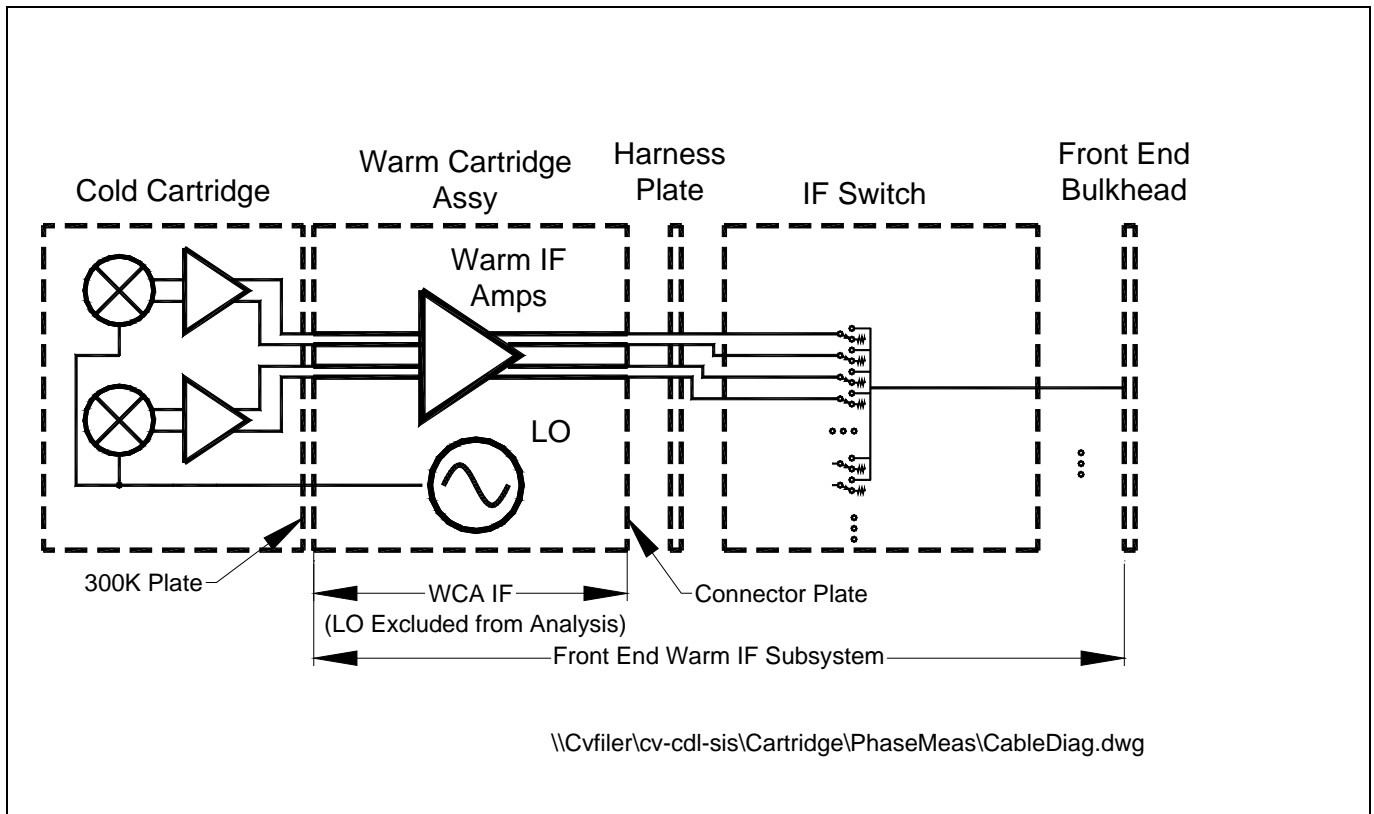 Cold Cartridge
Warm Cartridge
Assy
Harness
Plate
IF Switch
Front End
Bulkhead
Warm IF
Amps
LO
300K Plate
WCA IF
(LO Excluded from Analysis)
Connector Plate
Front End Warm IF Subsystem
\\Cvfiler\cv-cdl-sis\Cartridge\PhaseMeas\CableDiag.dwg